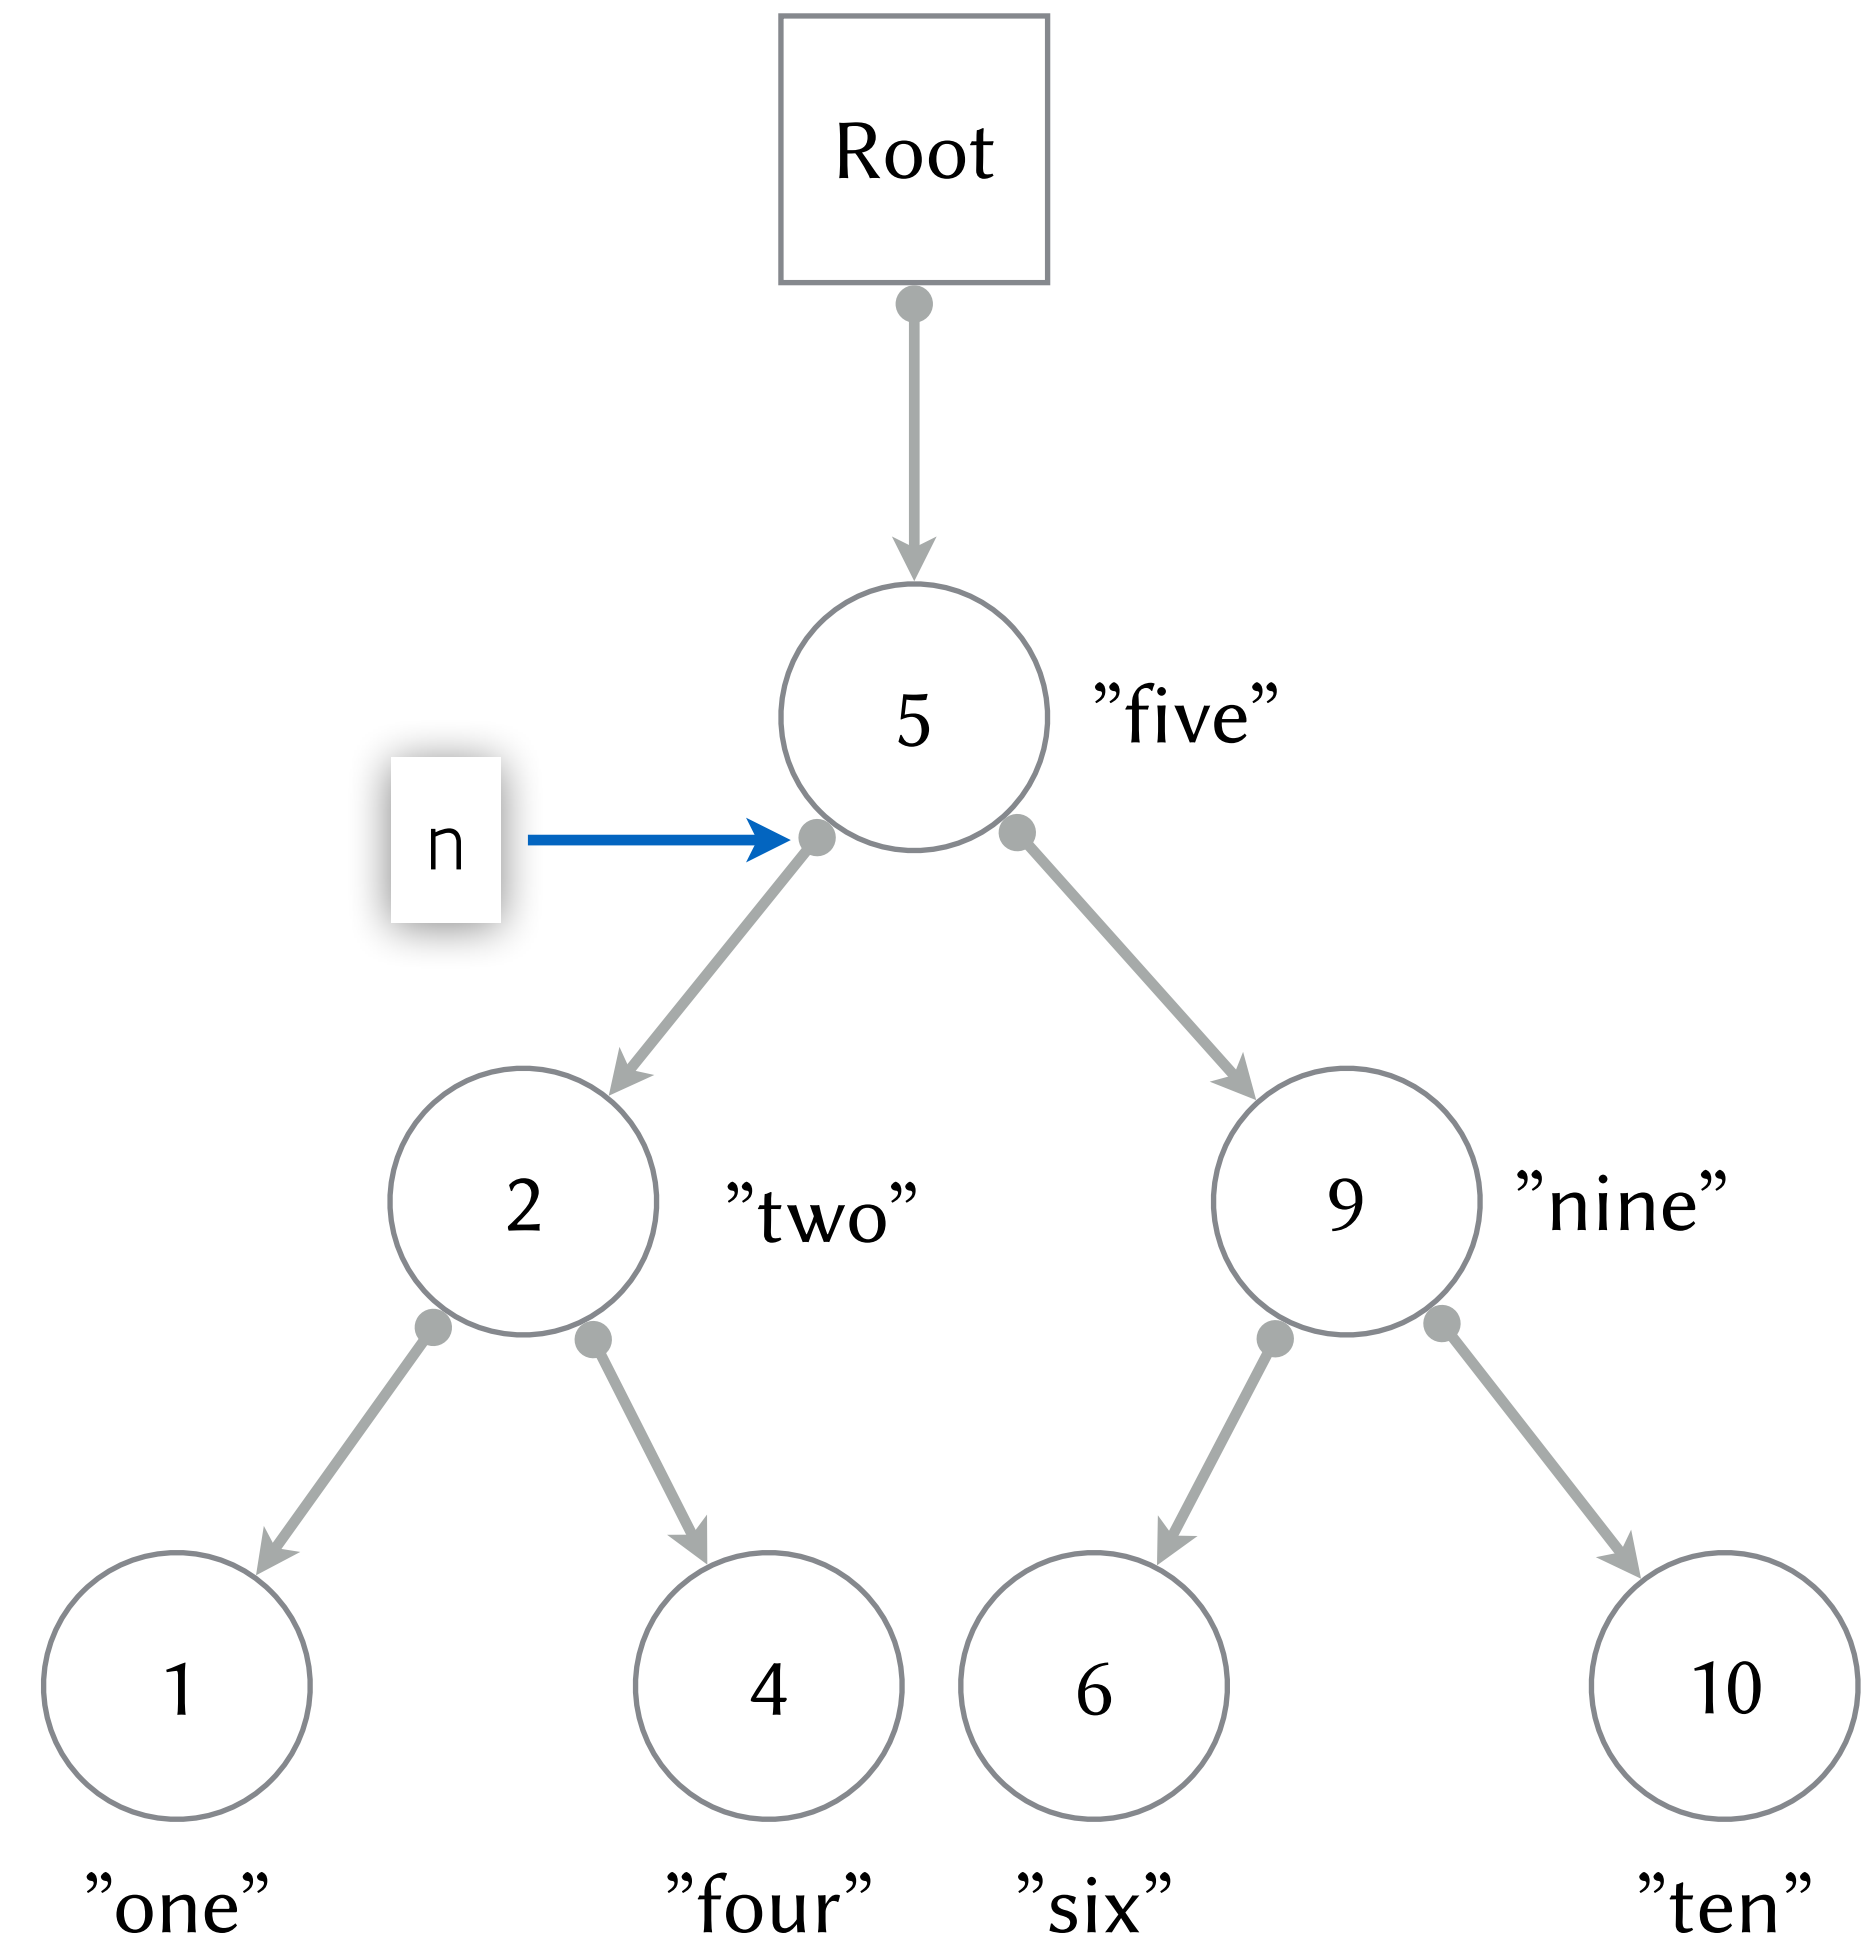 Root
5
”five”
n
2
”two”
9
”nine”
1
4
6
10
”one”
”four”
”six”
”ten”